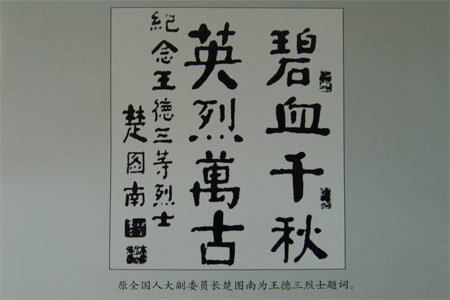 碧血千秋
英烈萬古
紀念王德三等烈士
楚图南
原全国人大副委员长楚图南为王德三烈士题词。